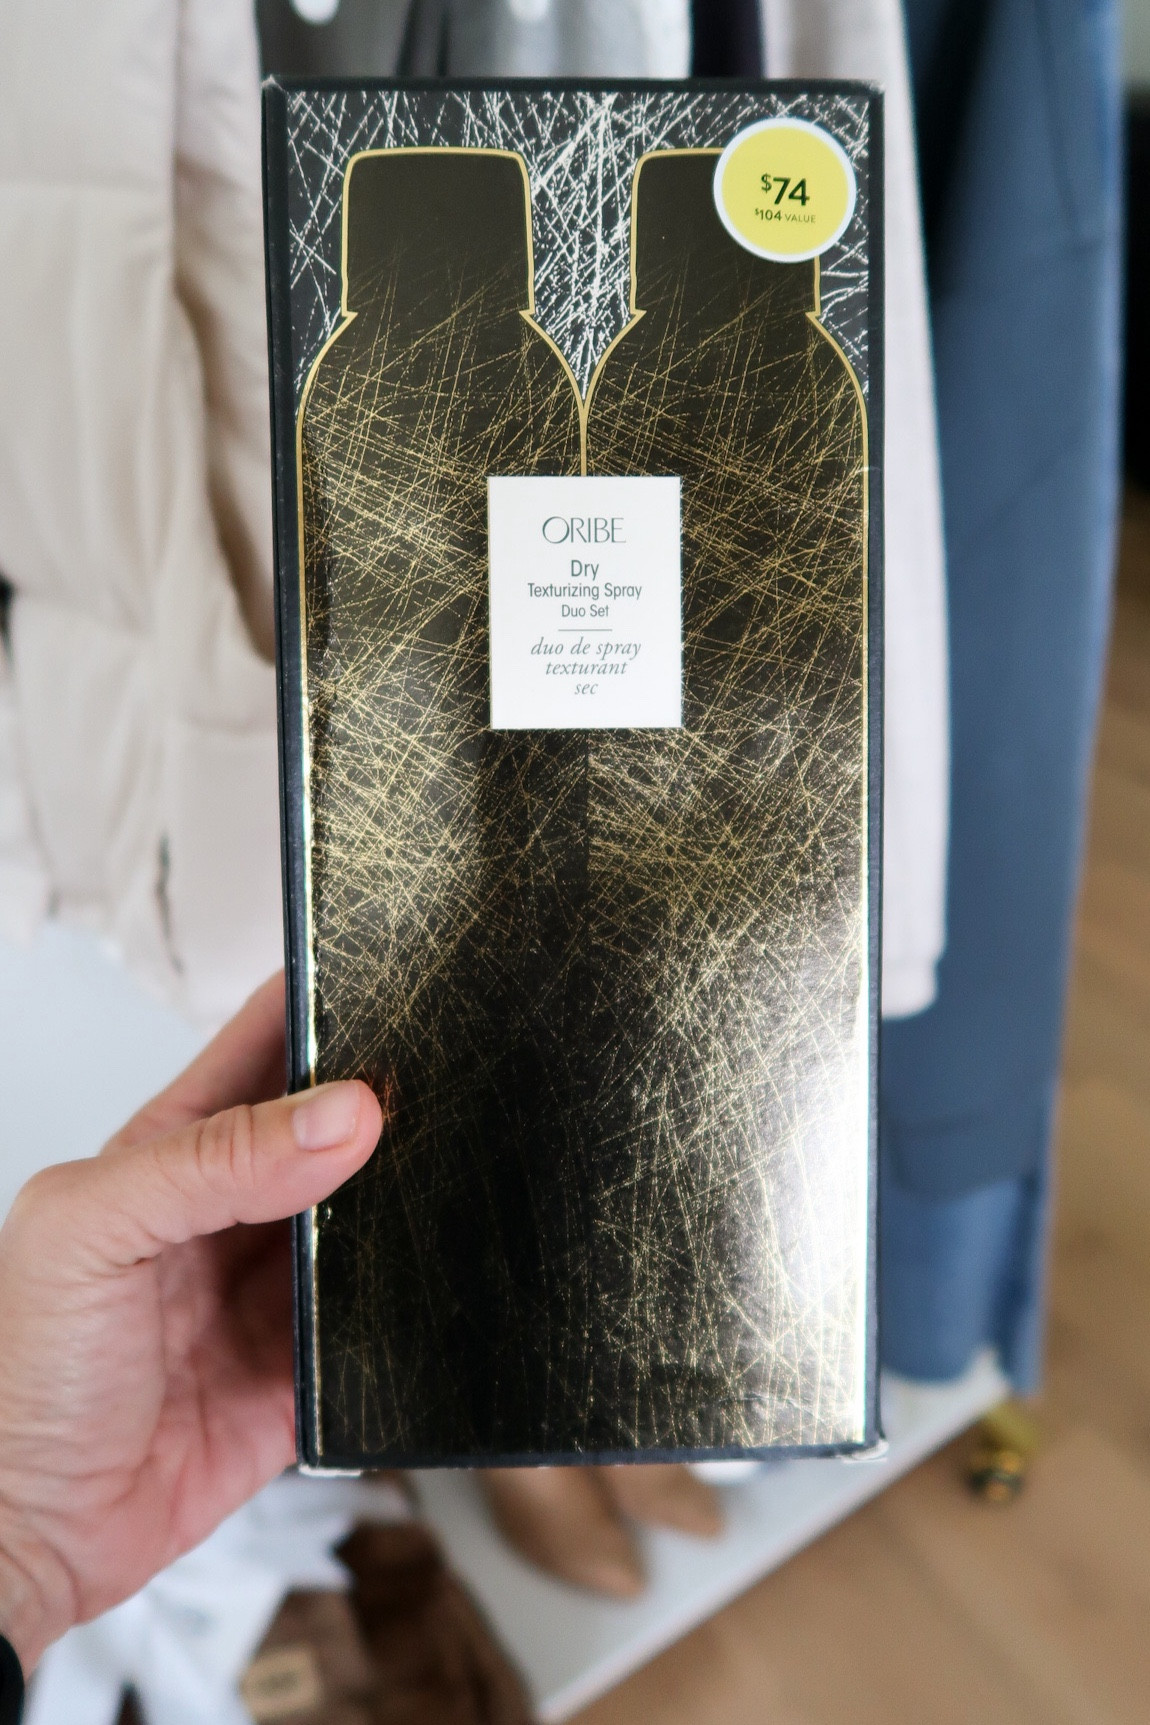 $74
$104 VALUE
ORIBE
Dry
Texturizing Spray
Duo Set
duo de spray
texturant
sec